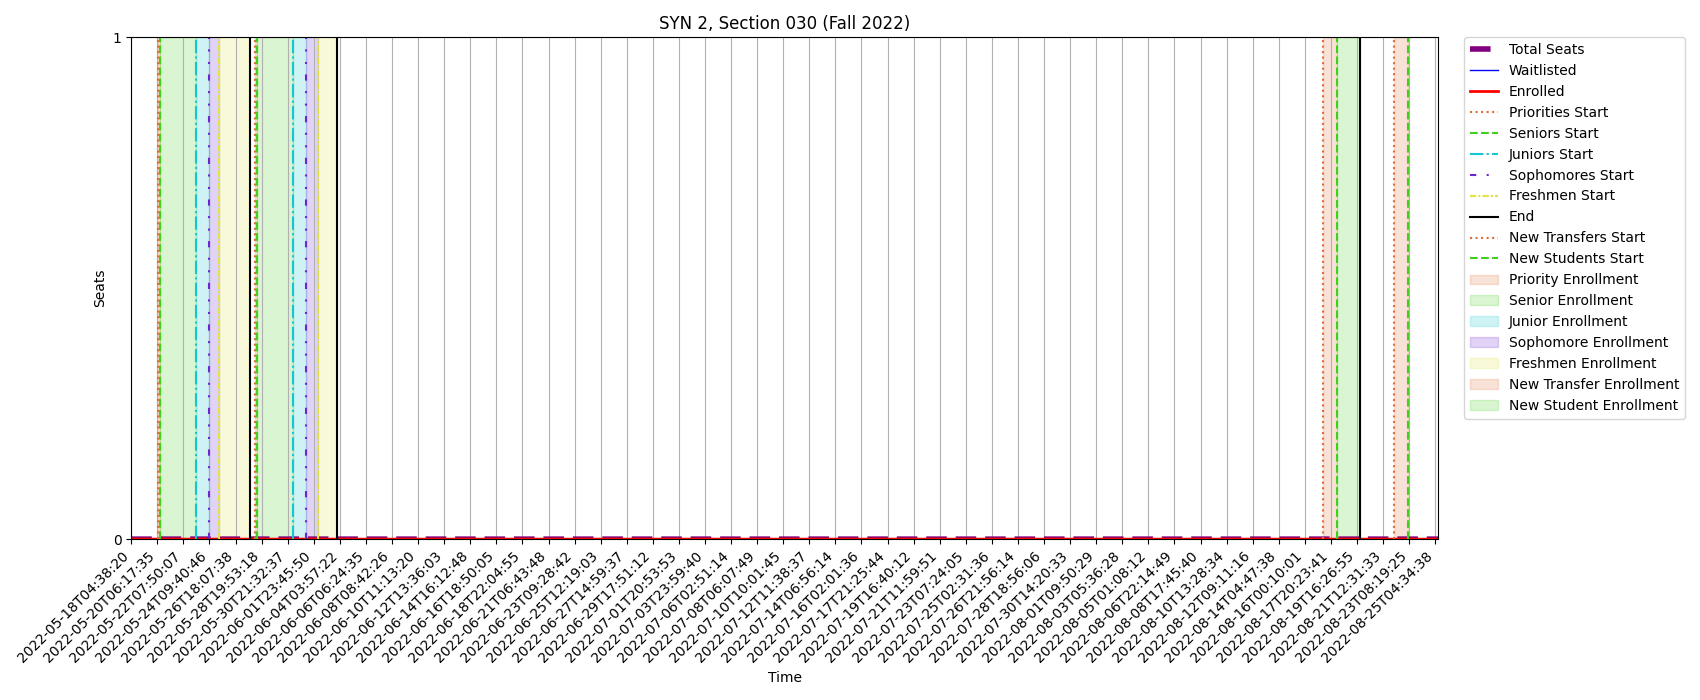 SYN 2, Section 030 (Fall 2022)
1
0
Seats
2022-05-18T04:38:20
2022-05-20T06:17:35
2022-05-22T07:50:07
2022-05-24T09:40:46
2022-05-26T18:07:38
2022-05-28T19:53:18
2022-05-30T21:32:37
2022-06-01T23:45:50
2022-06-04T03:57:22
2022-06-06T06:24:35
2022-06-08T08:42:26
2022-06-10T11:13:20
2022-06-12T13:36:03
2022-06-14T16:12:48
2022-06-16T18:50:05
2022-06-18T22:04:55
2022-06-21T06:43:48
2022-06-23T09:28:42
2022-06-25T12:19:03
2022-06-27T14:59:37
2022-06-29T17:51:12
2022-07-01T20:53:53
2022-07-03T23:59:40
2022-07-06T02:51:14
2022-07-08T06:07:49
2022-07-10T10:01:45
2022-07-12T11:38:37
2022-07-14T06:56:14
2022-07-16T02:01:36
2022-07-17T21:25:44
2022-07-19T16:40:12
2022-07-21T11:59:51
2022-07-23T07:24:05
2022-07-25T02:31:36
2022-07-26T21:56:14
2022-07-28T18:56:06
2022-07-30T14:20:33
2022-08-01T09:50:29
2022-08-03T05:36:28
2022-08-05T01:08:12
2022-08-06T22:14:49
2022-08-08T17:45:40
2022-08-10T13:28:34
2022-08-12T09:11:16
2022-08-14T04:47:38
2022-08-16T00:10:01
2022-08-17T20:23:41
2022-08-19T16:26:55
2022-08-21T12:31:33
2022-08-23T08:19:25
2022-08-25T04:34:38
Time
Total Seats
Waitlisted
Enrolled
Priorities Start
Seniors Start
Juniors Start
Sophomores Start
Freshmen Start
End
New Transfers Start
New Students Start
Priority Enrollment
Senior Enrollment
Junior Enrollment
Sophomore Enrollment
Freshmen Enrollment
New Transfer Enrollment
New Student Enrollment